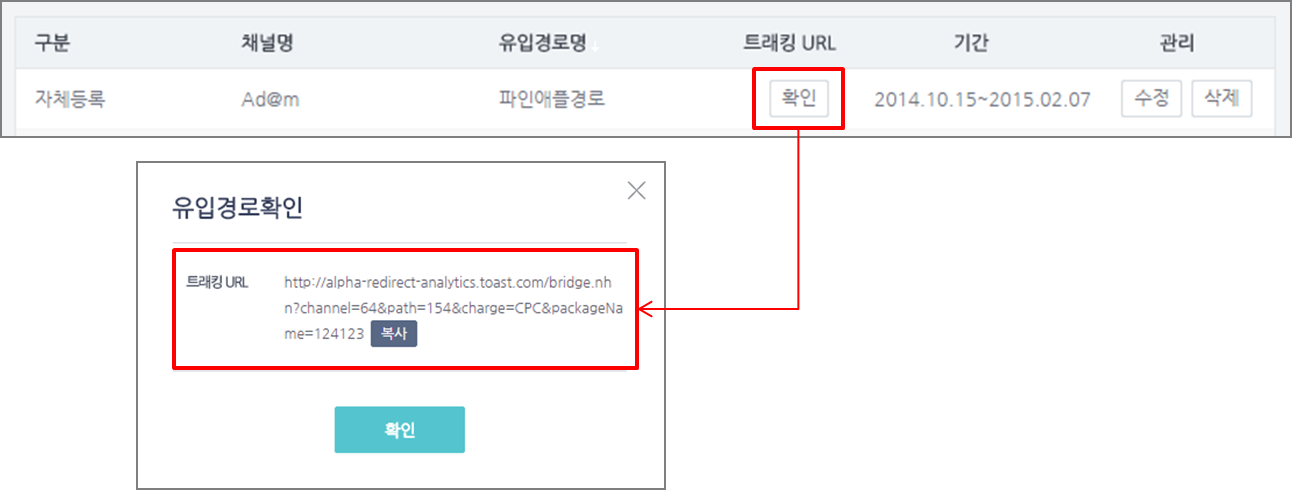 구분 채널명 유입경로명 트래킹 URL 기간 관리
자체등록 Ad@m 파인애플경로 확인 2014.10.15~2015.02.07 수정 삭제
유입경로확인
트래킹 URL http://alpha-redirect-analytics.toast.com/bridge.nh
n?channel=64&path=154&charge=CPC&packageNa
me=124123 복사
확인